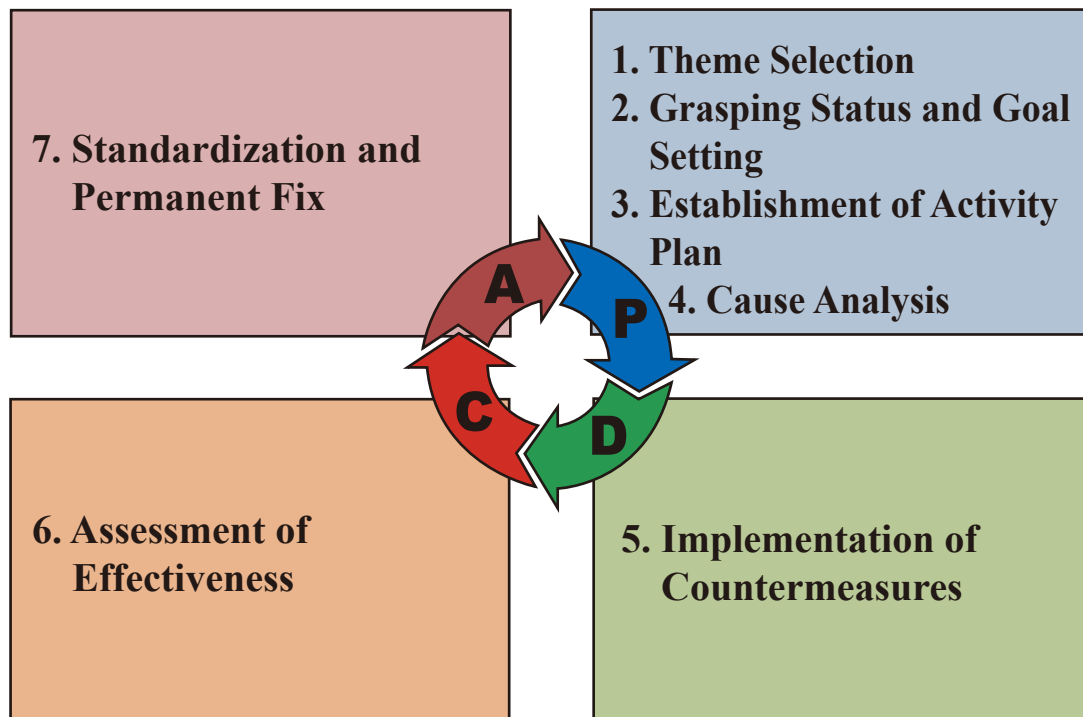 1. Theme Selection
2. Grasping Status and Goal
Setting
3. Establishment of Activity
Plan
4. Cause Analysis
5. Implementation of
Countermeasures
6. Assessment of
Effectiveness
7. Standardization and
Permanent Fix
P
D
C
A